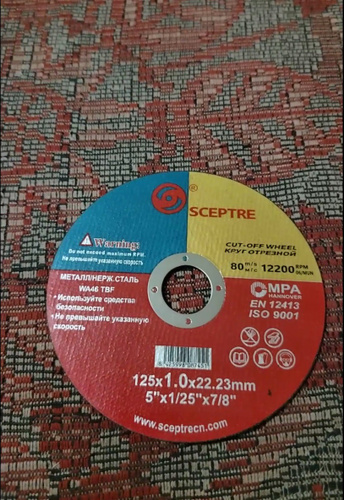 ®
SCEPTRE
Warning
Do not exceed maximum RPM.
Не превышайте указанную скорость
CUT-OFF WHEEL
КРУГ ОТРЕЗНОЙ
80 m/s м/с 12200 RPM
МЕТАЛЛ/НЕРЖ.СТАЛЬ
WA46 TBF
• Используйте средства
безопасности
• Не превышайте указанную
скорость
MPA
HANNOVER
EN 12413
ISO 9001
125x1.0x22.23mm
5"x1/25"x7/8"
www.sceptrecn.com